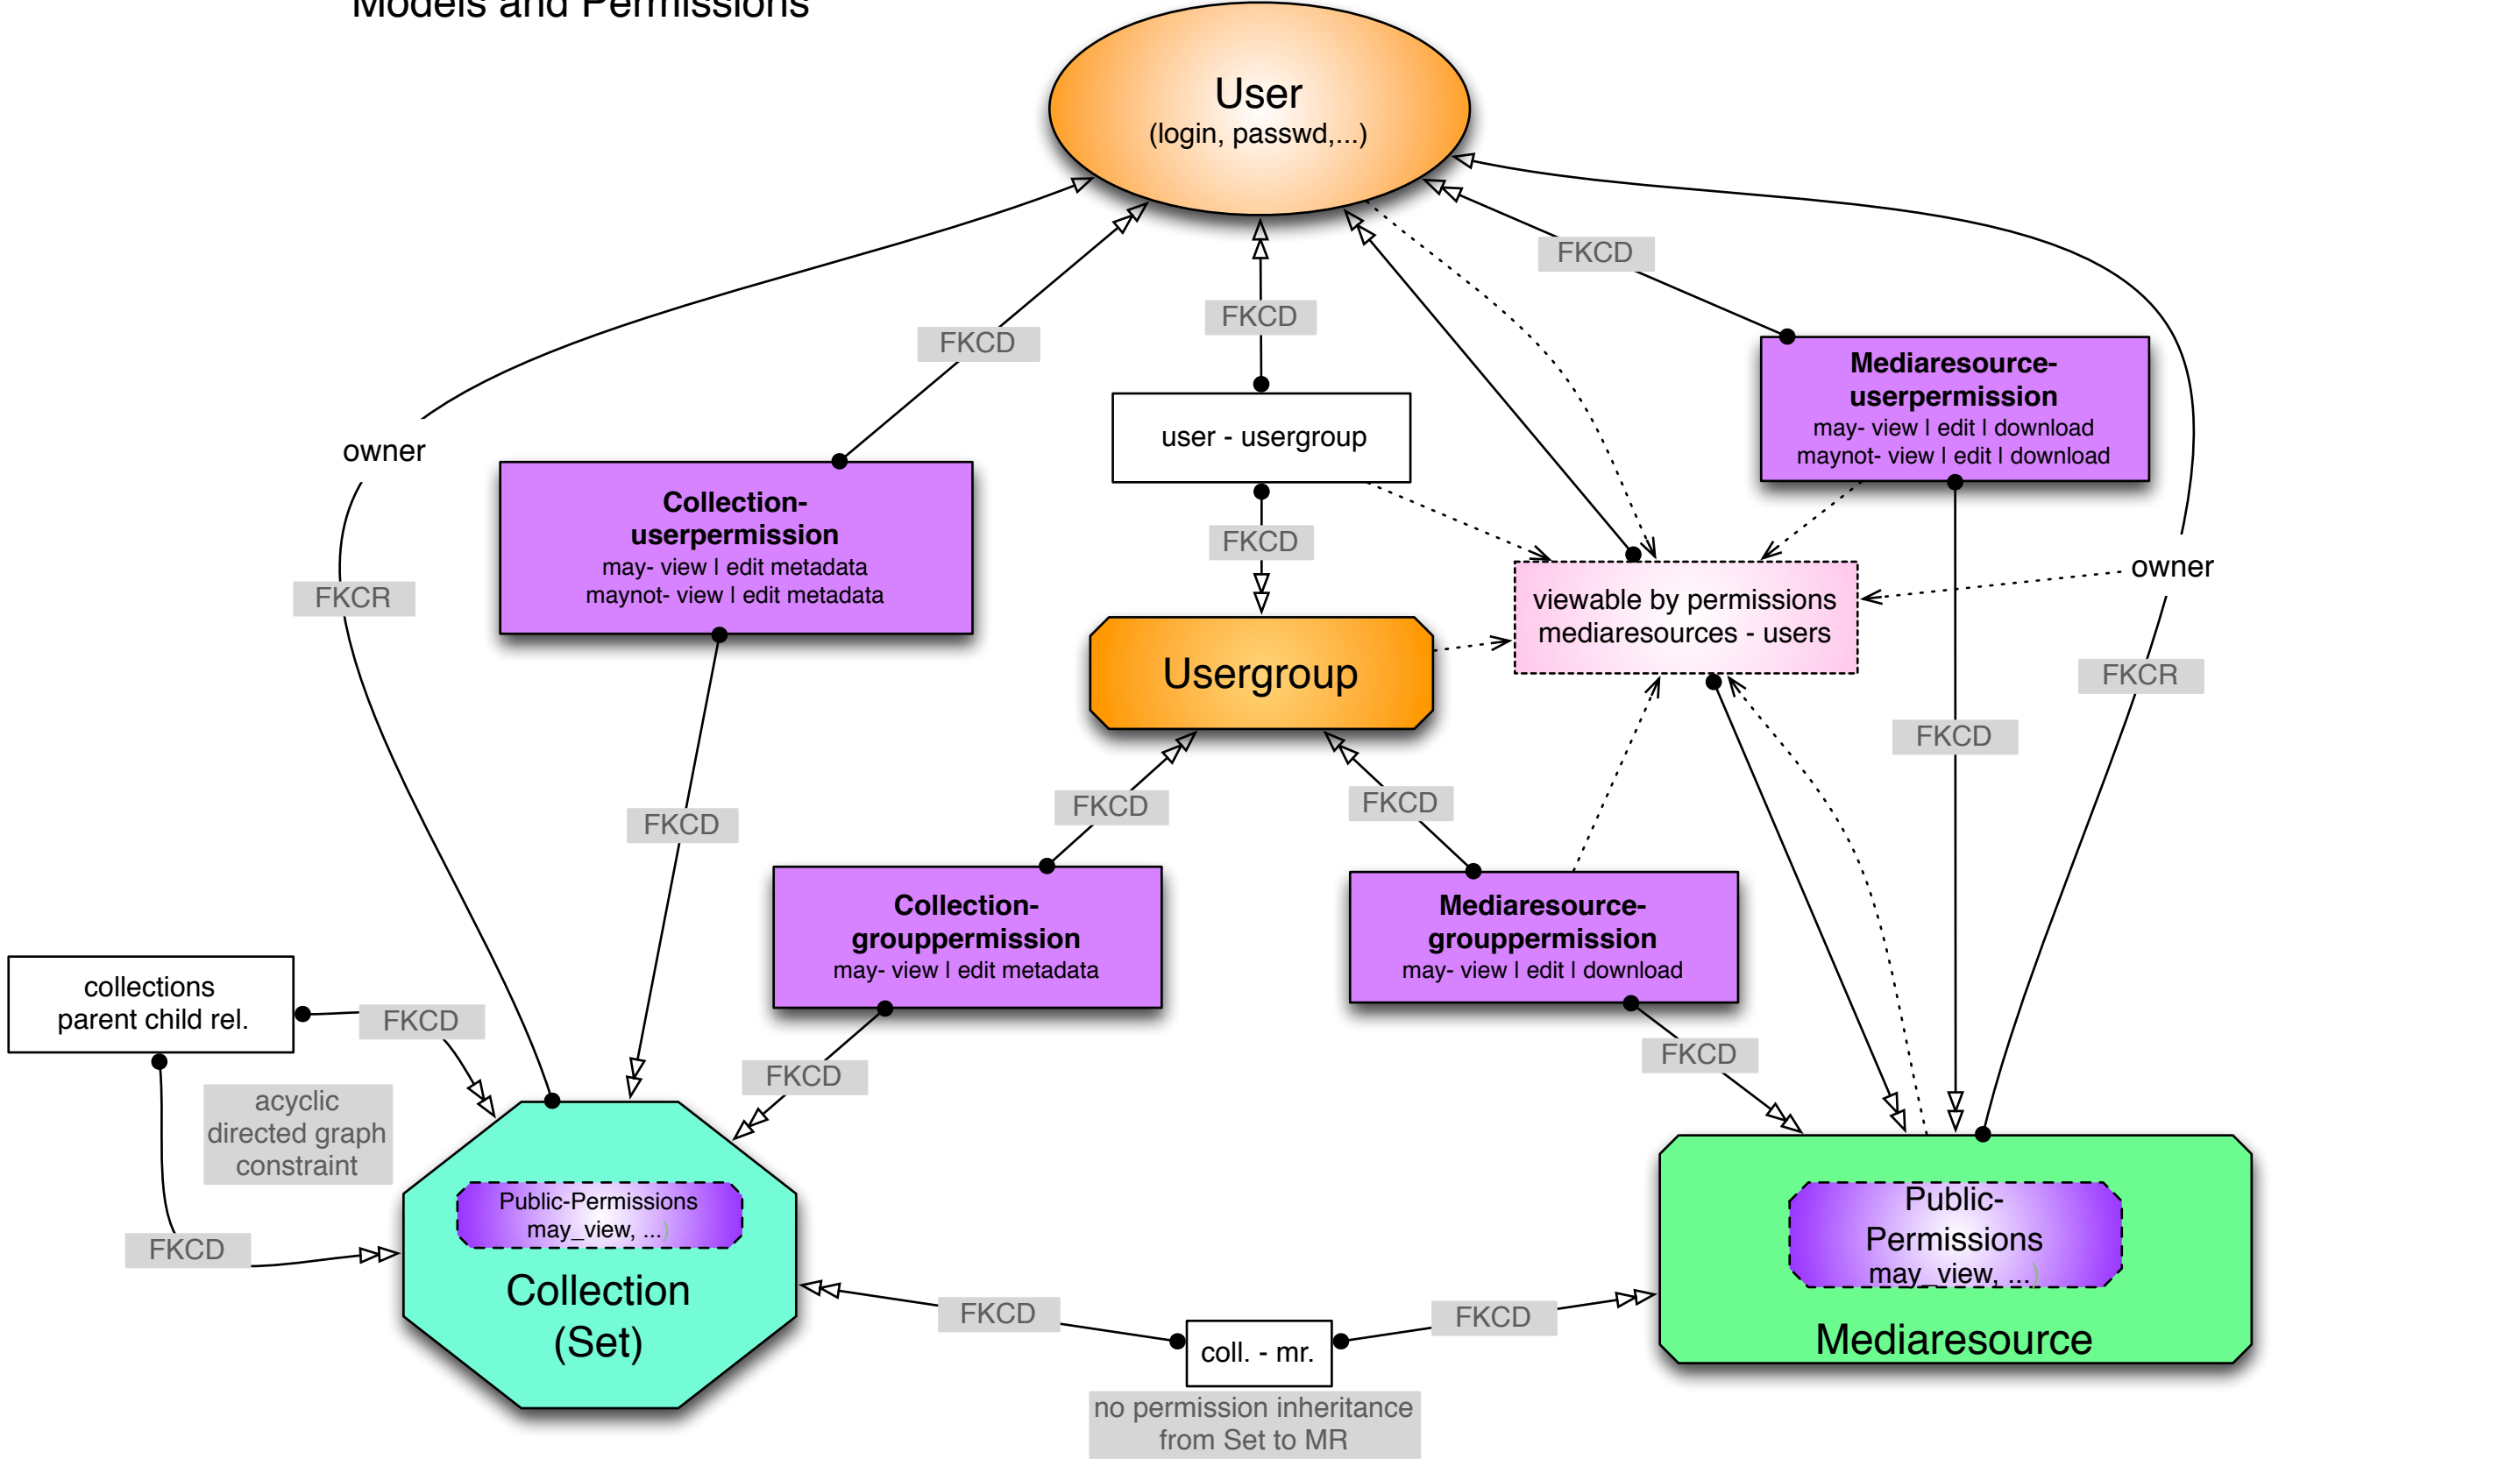 Models and Permissions
User
(login, passwd,...)
FKCD
FKCD
FKCD
Mediaresource-
userpermission
may- view | edit | download
maynot- view | edit | download
user - usergroup
owner
Collection-
userpermission
may- view | edit metadata
maynot- view | edit metadata
FKCD
owner
FKCR
viewable by permissions
mediaresources - users
Usergroup
FKCR
FKCD
FKCD
FKCD
FKCD
Collection-
grouppermission
may- view | edit metadata
Mediaresource-
grouppermission
may- view | edit | download
collections
parent child rel.
FKCD
FKCD
FKCD
acyclic
directed graph
constraint
Public-Permissions
may_view, ...)
Public-
Permissions
may_view, ...)
FKCD
Collection
(Set)
FKCD
FKCD
Mediaresource
coll. - mr.
no permission inheritance
from Set to MR